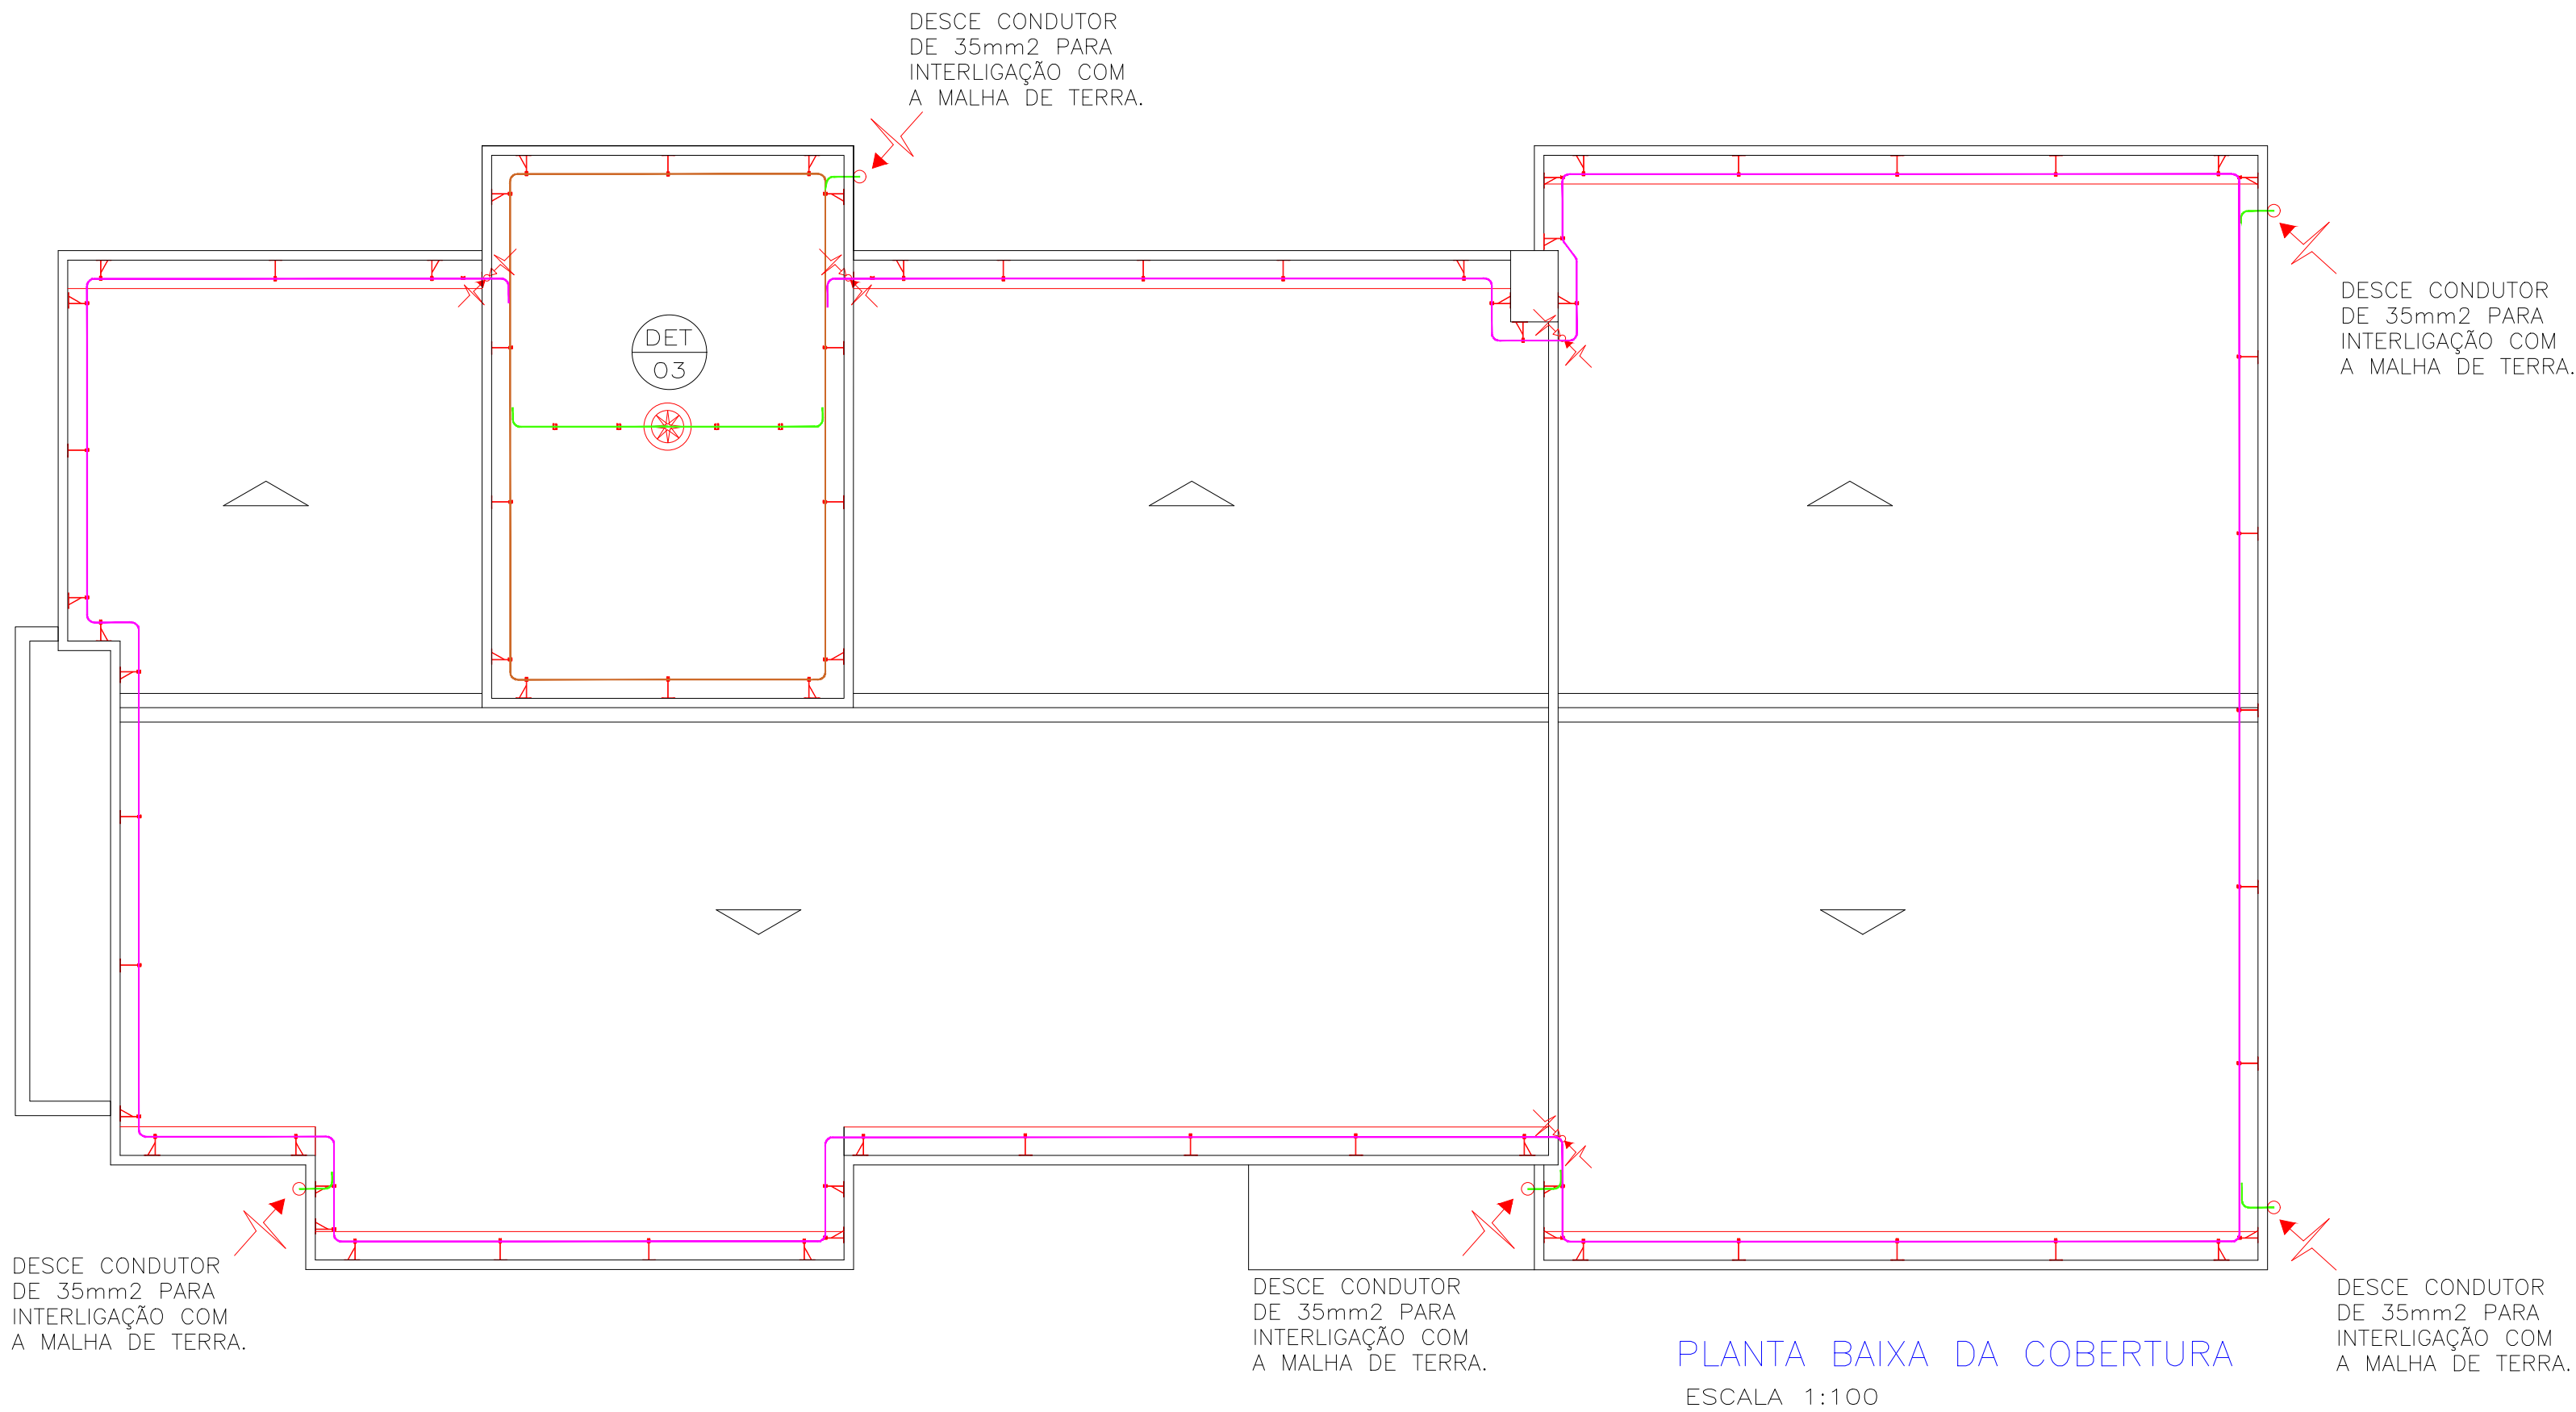 DESCE CONDUTOR
DE 35mm2 PARA
INTERLIGAÇÃO COM
A MALHA DE TERRA.
DESCE CONDUTOR
DE 35mm2 PARA
INTERLIGAÇÃO COM
A MALHA DE TERRA.
DET
03
DESCE CONDUTOR
DE 35mm2 PARA
INTERLIGAÇÃO COM
A MALHA DE TERRA.
DESCE CONDUTOR
DE 35mm2 PARA
INTERLIGAÇÃO COM
A MALHA DE TERRA.
DESCE CONDUTOR
DE 35mm2 PARA
INTERLIGAÇÃO COM
A MALHA DE TERRA.
PLANTA BAIXA DA COBERTURA
ESCALA 1:100